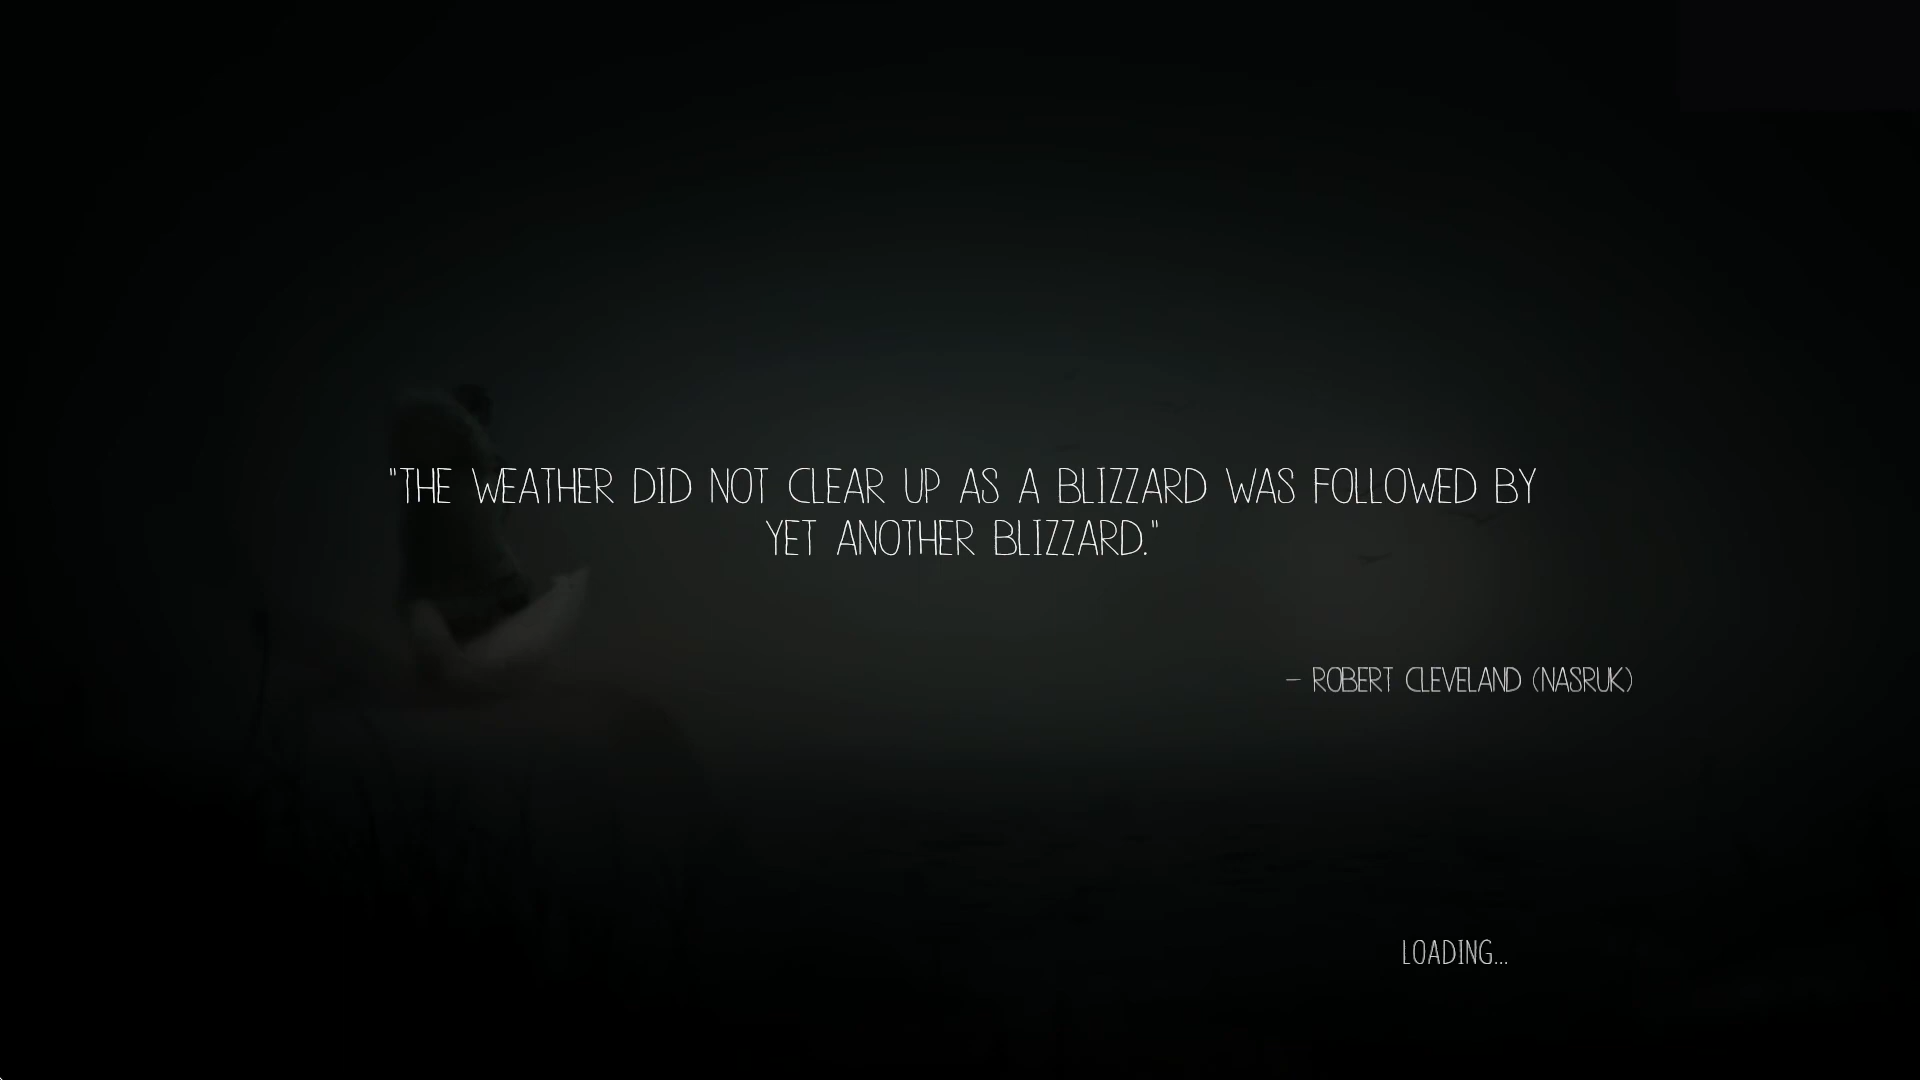 "THE WEATHER DID NOT CLEAR UP AS A BLIZZARD WAS FOLLOWED BY
YET ANOTHER BLIZZARD."
- ROBERT CLEVELAND (NASRUK)
LOADING...